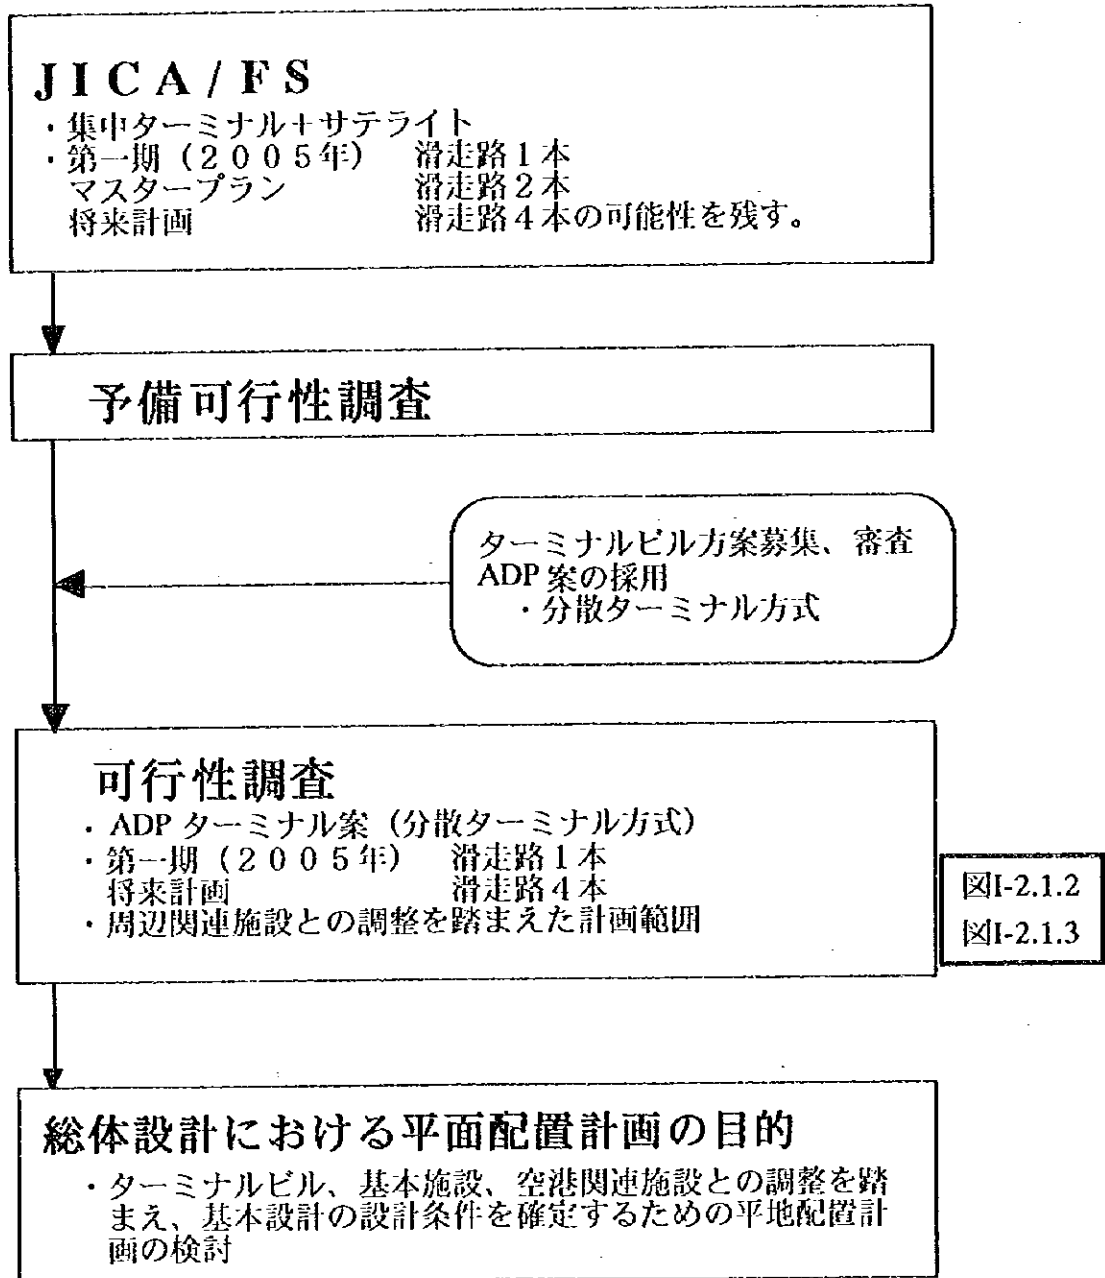 JICA/FS
・集中ターミナル＋サテライト
・第一期（２００５年） 滑走路１本
マスタープラン 滑走路２本
将来計画 滑走路４本の可能性を残す。
予備可行性調査
ターミナルビル方案募集、審査
ADP案の採用
・分散ターミナル方式
可行性調査
・ADPターミナル案（分散ターミナル方式）
・第一期（２００５年） 滑走路１本
将来計画 滑走路４本
・周辺関連施設との調整を踏まえた計画範囲
図I-2.1.2
図I-2.1.3
総体設計における平面配置計画の目的
・ターミナルビル、基本施設、空港関連施設との調整を踏
まえ、基本設計の設計条件を確定するための平地配置計
画の検討